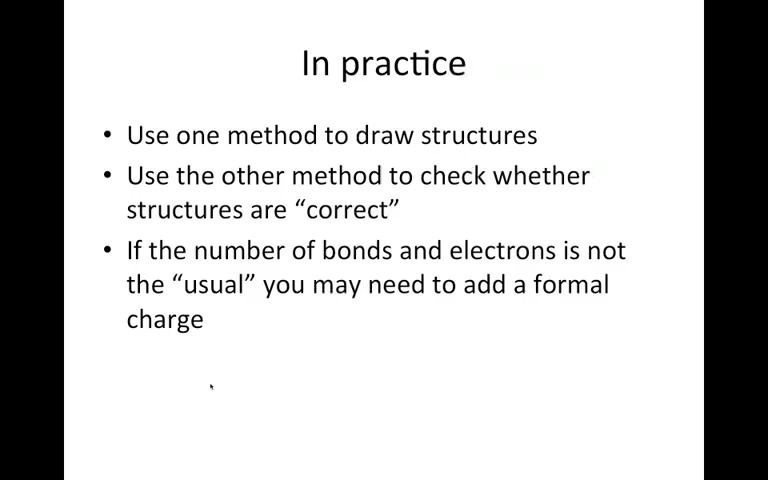 In practice
• Use one method to draw structures
• Use the other method to check whether
structures are “correct”
• If the number of bonds and electrons is not
the “usual” you may need to add a formal
charge